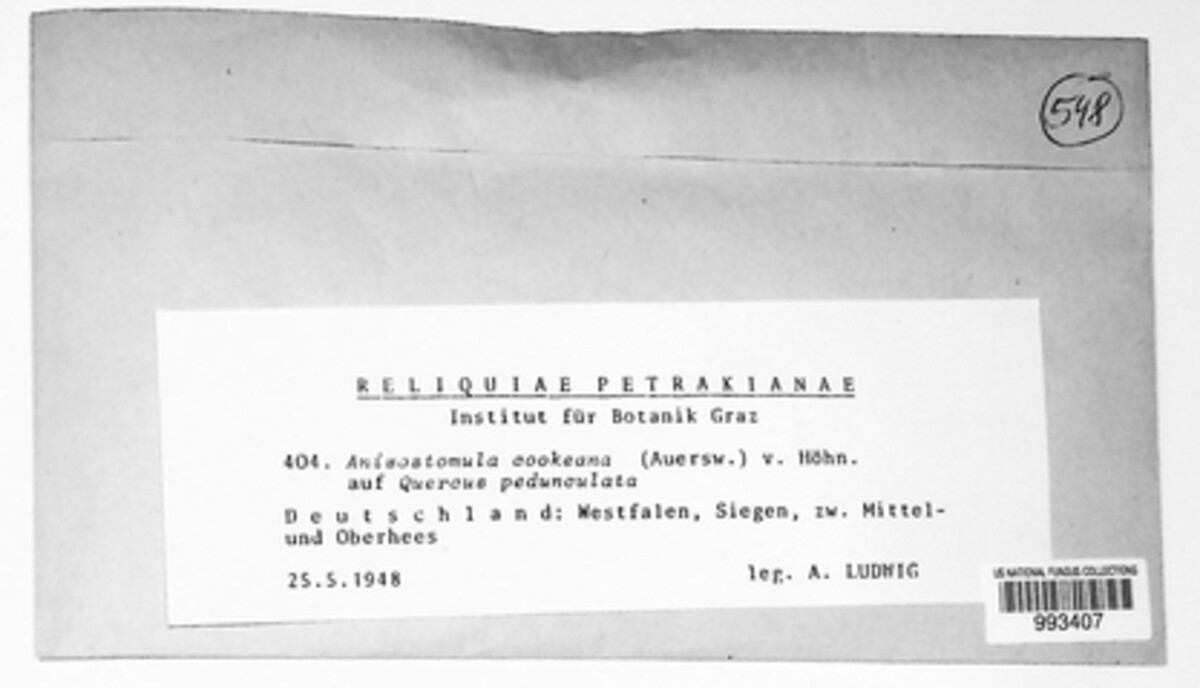 548
RELIQUIAE PETRAKIANAE
Institut für Botanik Graz
404. Anisostomula cookeana (Auersw.) v. Höhn.
auf Quercus pedunculata
Deutschland: Westfalen, Siegen, zw. Mittel-
und Oberhees
25.5.1948 leg. A. LUDWIG
US NATIONAL FUNGUS COLLECTIONS
993407